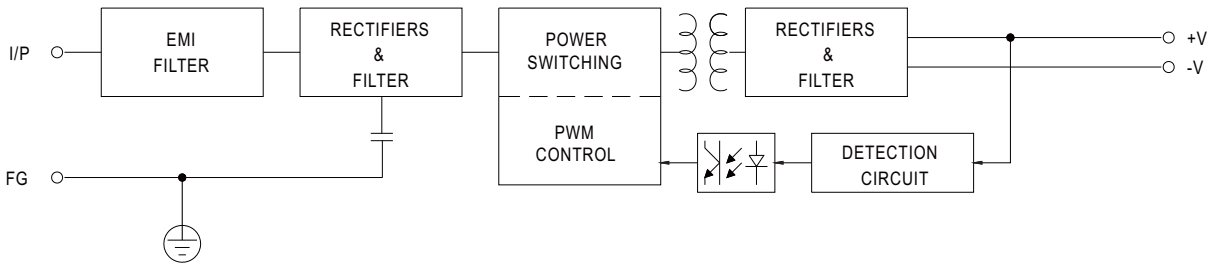 I/P
EMI
FILTER
RECTIFIERS
&
FILTER
POWER
SWITCHING
PWM
CONTROL
RECTIFIERS
&
FILTER
+V
-V
DETECTION
CIRCUIT
FG